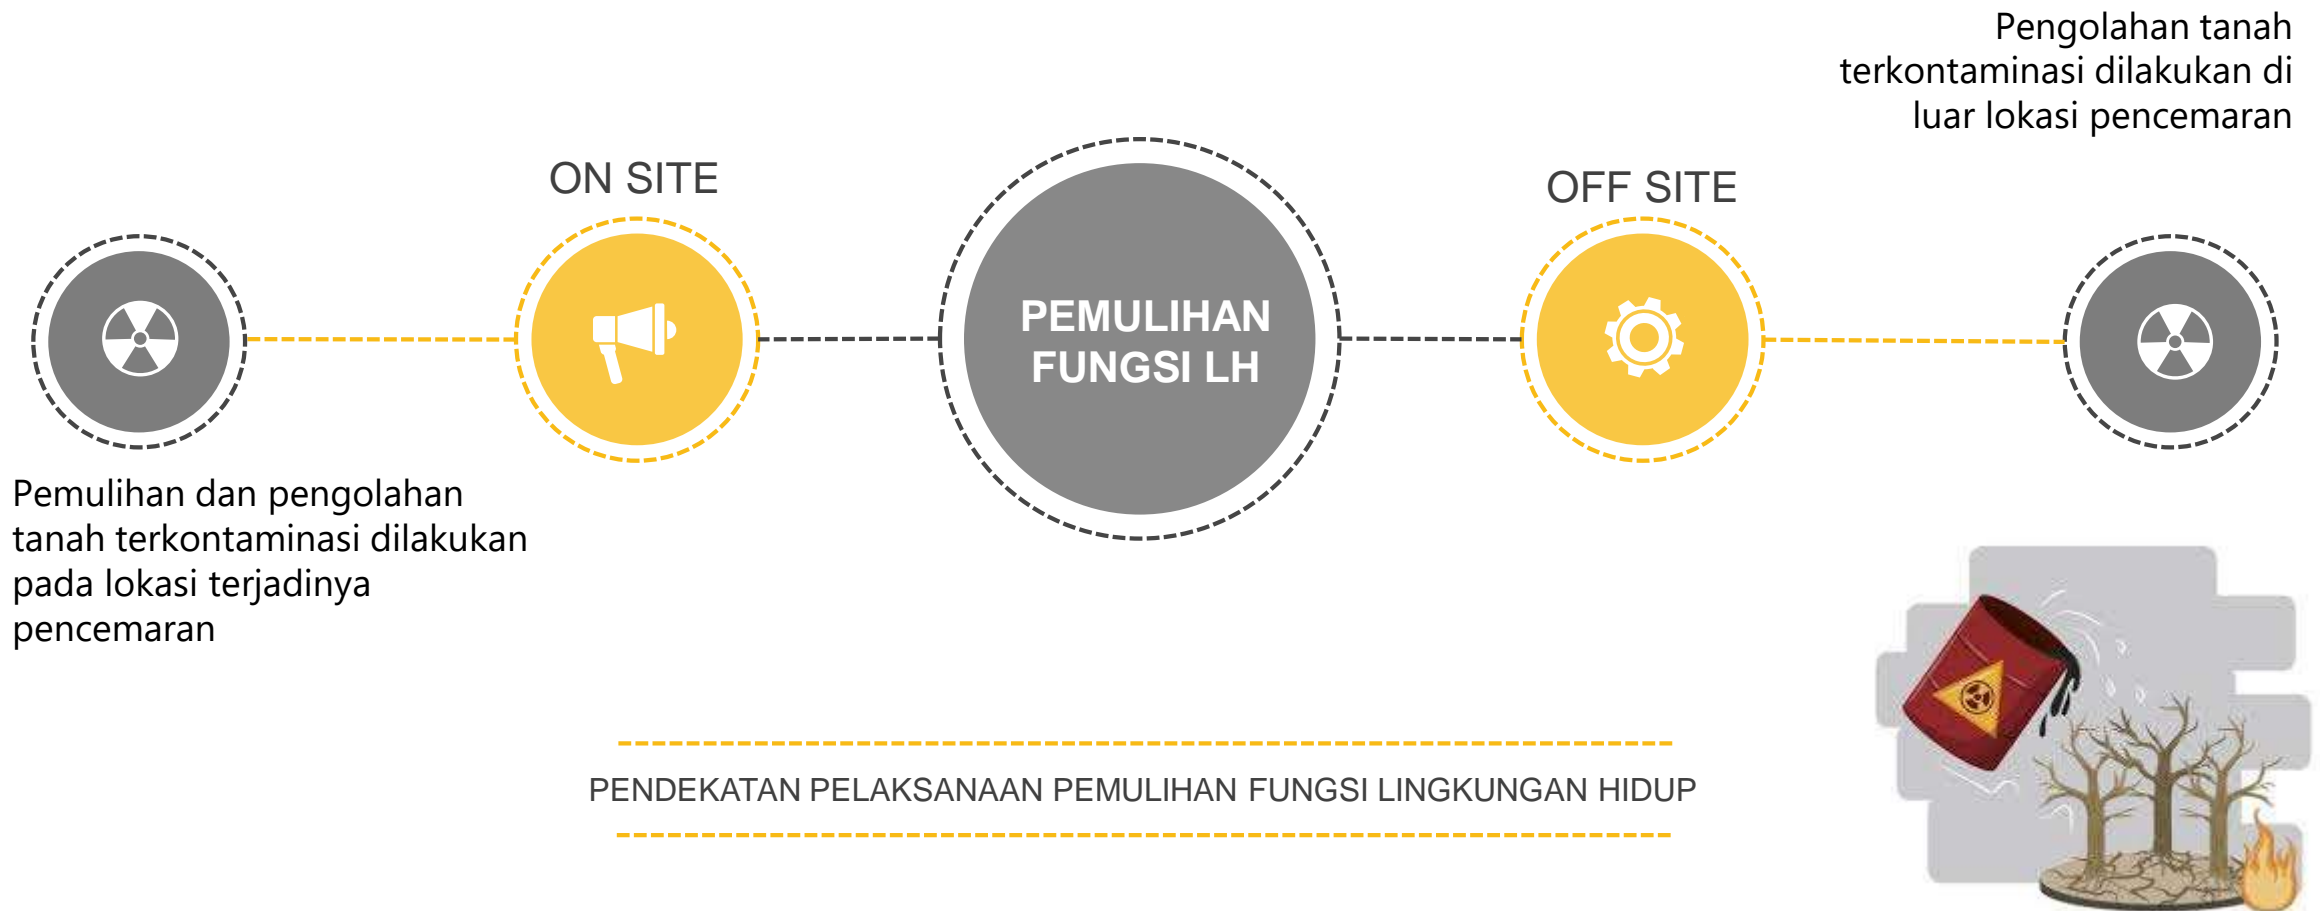 Pengolahan tanah
terkontaminasi dilakukan di
luar lokasi pencemaran
ON SITE
OFF SITE
PEMULIHAN
FUNGSI LH
Pemulihan dan pengolahan
tanah terkontaminasi dilakukan
pada lokasi terjadinya
pencemaran
PENDEKATAN PELAKSANAAN PEMULIHAN FUNGSI LINGKUNGAN HIDUP